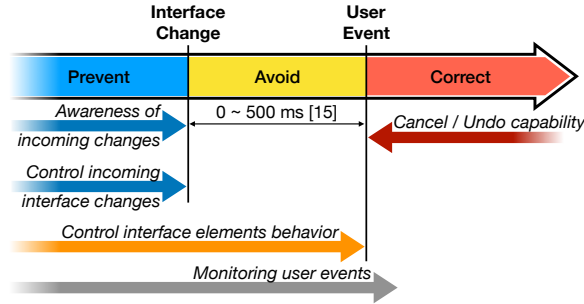 Interface
Change
User
Event
Prevent
Avoid
Correct
Awareness of
incoming changes
0 ~ 500 ms [15]
Cancel / Undo capability
Control incoming
interface changes
Control interface elements behavior
Monitoring user events